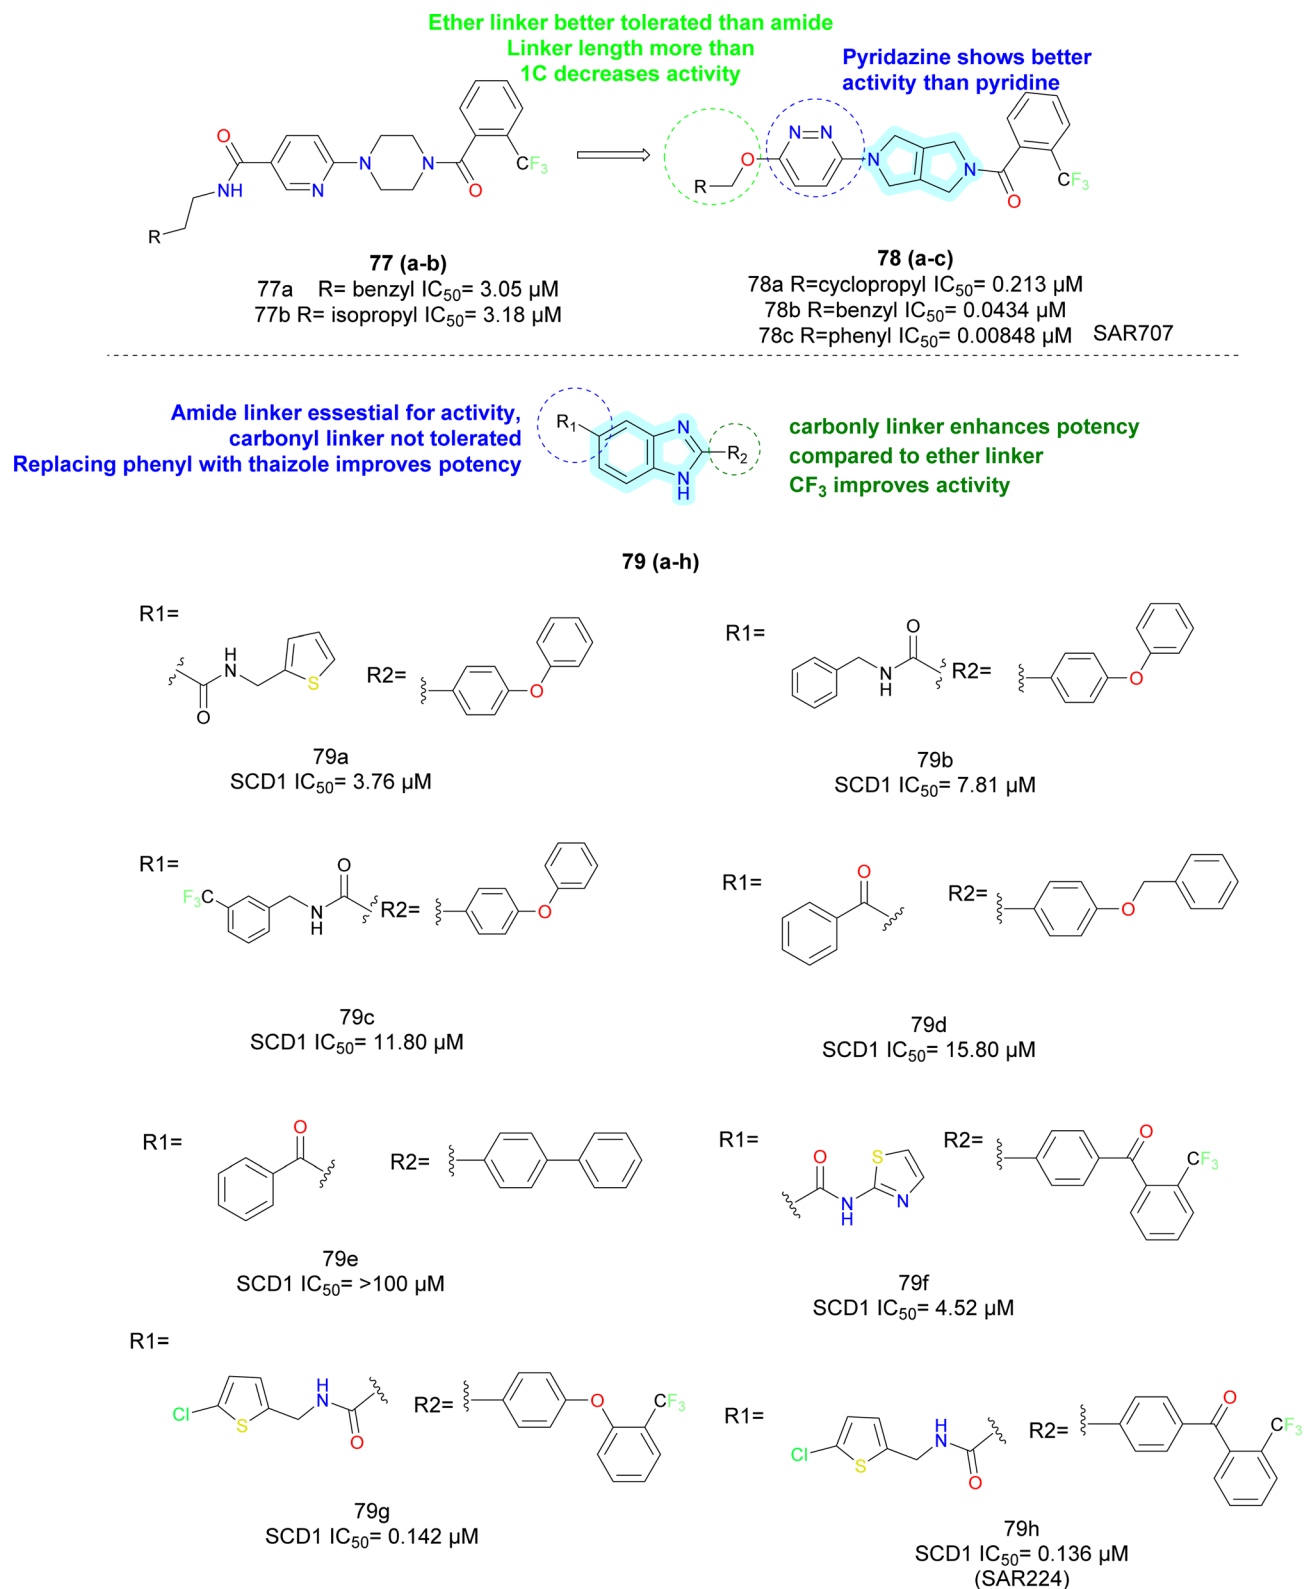 Ether linker better tolerated than amide
Linker length more than
1C decreases activity
Pyridazine shows better
activity than pyridine
O
NH
R
N
N
N
O
CF3
R
O
N=N
N
N
O
CF3
77 (a-b)
77a R= benzyl IC50= 3.05 µM
77b R= isopropyl IC50= 3.18 µM
78 (a-c)
78a R=cyclopropyl IC50= 0.213 µM
78b R=benzyl IC50= 0.0434 µM
78c R=phenyl IC50= 0.00848 µM SAR707
Amide linker essestial for activity,
carbonyl linker not tolerated
Replacing phenyl with thaizole improves potency
R1
N
N
H
R2
carbonly linker enhances potency
compared to ether linker
CF3 improves activity
79 (a-h)
R1=
O
H
N
S
R2=
O
79a
SCD1 IC50= 3.76 µM
R1=
N
H
O
R2=
O
79b
SCD1 IC50= 7.81 µM
R1=
F3C
N
H
O
R2=
O
79c
SCD1 IC50= 11.80 µM
R1=
O
R2=
O
79d
SCD1 IC50= 15.80 µM
R1=
O
R2=
79e
SCD1 IC50= >100 µM
R1=
O
N
H
S
N
R2=
O
CF3
79f
SCD1 IC50= 4.52 µM
R1=
Cl
S
H
N
O
R2=
O
CF3
79g
SCD1 IC50= 0.142 µM
R1=
Cl
S
H
N
O
R2=
O
CF3
79h
SCD1 IC50= 0.136 µM
(SAR224)